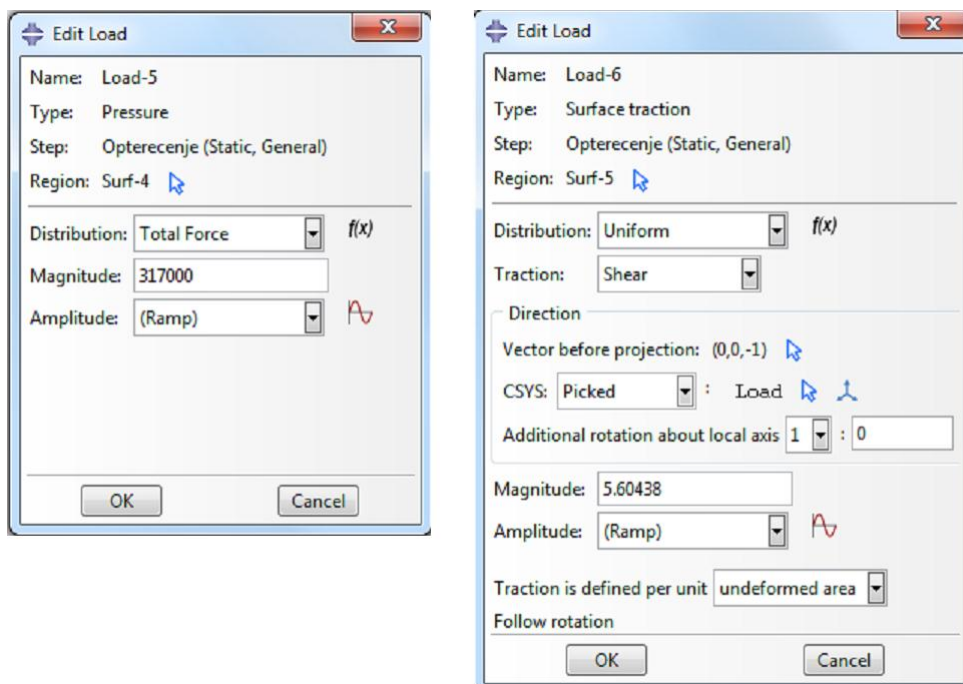 Edit Load
Name: Load-5
Type: Pressure
Step: Opterecenje (Static, General)
Region: Surf-4
Distribution: Total Force f(x)
Magnitude: 317000
Amplitude: (Ramp)
OK Cancel
Edit Load
Name: Load-6
Type: Surface traction
Step: Opterecenje (Static, General)
Region: Surf-5
Distribution: Uniform f(x)
Traction: Shear
Direction
Vector before projection: (0,0,-1)
CSYS: Picked : Load
Additional rotation about local axis 1 : 0
Magnitude: 5.60438
Amplitude: (Ramp)
Traction is defined per unit undeformed area
Follow rotation
OK Cancel